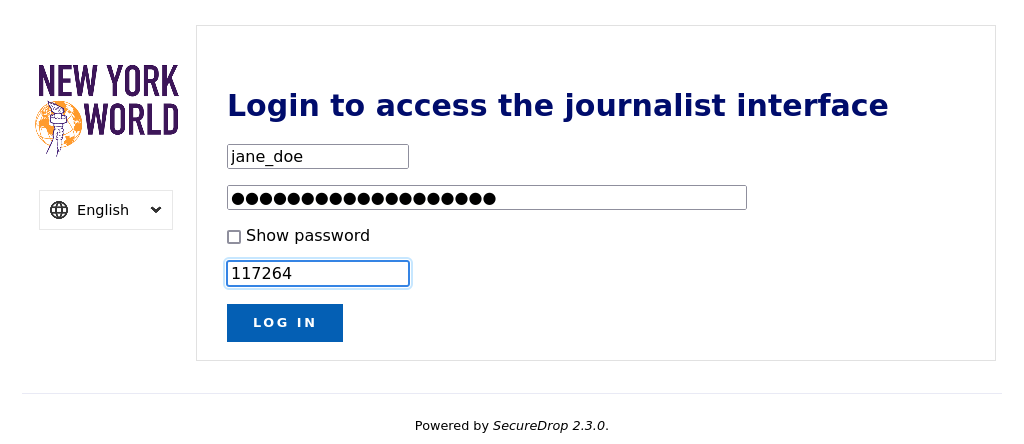 NEW YORK
WORLD
English
Login to access the journalist interface
jane_doe
●●●●●●●●●●●●●●●●●●●
Show password
117264
LOG IN
Powered by SecureDrop 2.3.0.